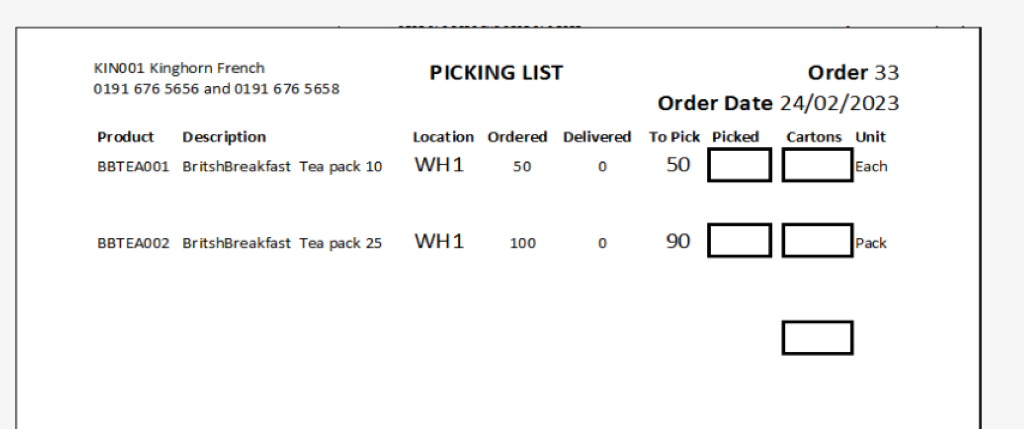 KIN001 Kinghorn French
0191 676 5656 and 0191 676 5658
PICKING LIST
Order 33
Order Date 24/02/2023
Product Description Location Ordered Delivered To Pick Picked Cartons Unit
BBTEA001 BritshBreakfast Tea pack 10 WH1 50 0 50 Each
BBTEA002 BritshBreakfast Tea pack 25 WH1 100 0 90 Pack